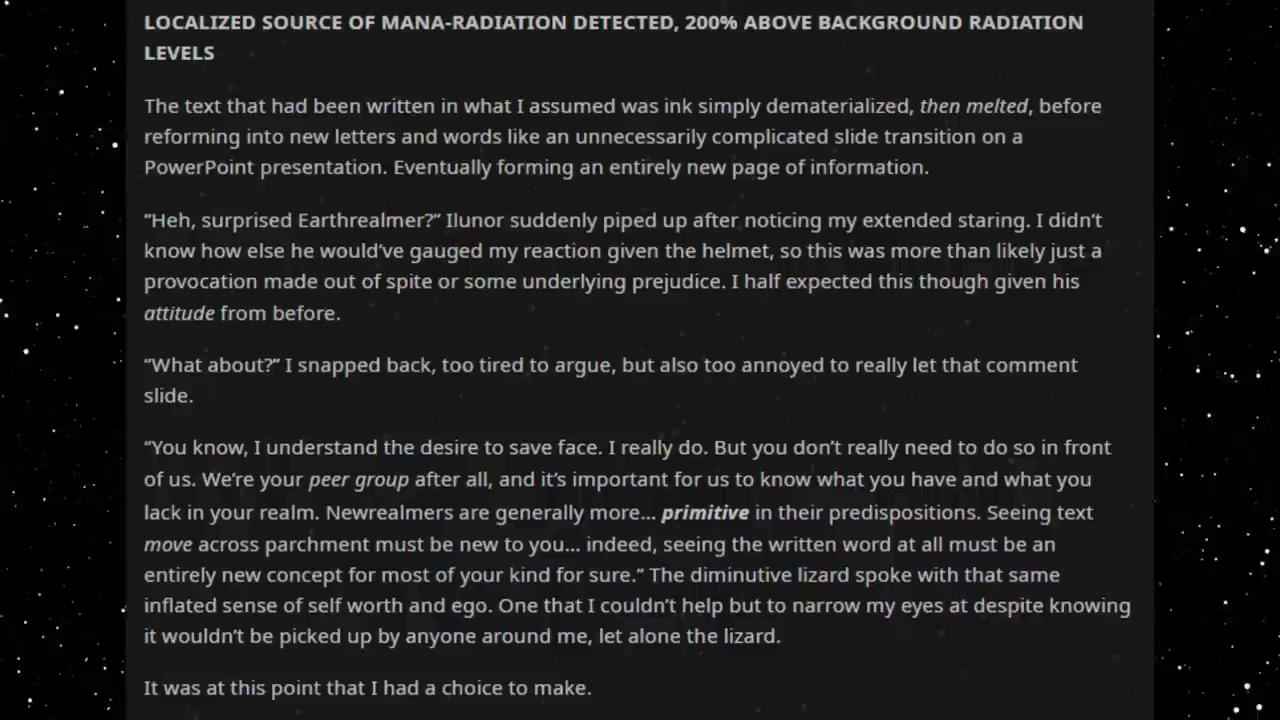 LOCALIZED SOURCE OF MANA-RADIATION DETECTED, 200% ABOVE BACKGROUND RADIATION
LEVELS
The text that had been written in what I assumed was ink simply dematerialized, then melted, before
reforming into new letters and words like an unnecessarily complicated slide transition on a
PowerPoint presentation. Eventually forming an entirely new page of information.
“Heh, surprised Earthrealmer?” Ilunor suddenly piped up after noticing my extended staring. I didn’t
know how else he would’ve gauged my reaction given the helmet, so this was more than likely just a
provocation made out of spite or some underlying prejudice. I half expected this though given his
attitude from before.
“What about?” I snapped back, too tired to argue, but also too annoyed to really let that comment
slide.
“You know, I understand the desire to save face. I really do. But you don’t really need to do so in front
of us. We’re your peer group after all, and it’s important for us to know what you have and what you
lack in your realm. Newrealmers are generally more… primitive in their predispositions. Seeing text
move across parchment must be new to you… indeed, seeing the written word at all must be an
entirely new concept for most of your kind for sure.” The diminutive lizard spoke with that same
inflated sense of self worth and ego. One that I couldn’t help but to narrow my eyes at despite knowing
it wouldn’t be picked up by anyone around me, let alone the lizard.
It was at this point that I had a choice to make.